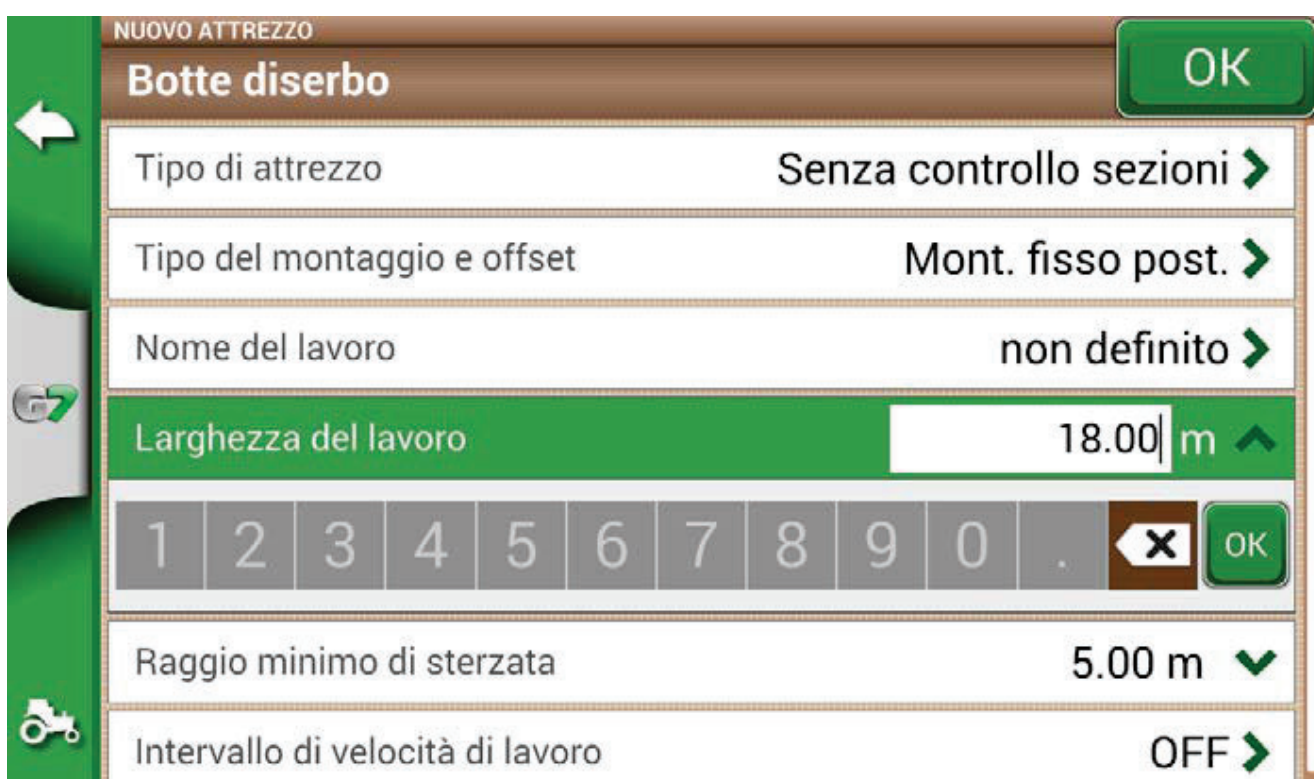 NUOVO ATTREZZO
Botte diserbo
OK
Tipo di attrezzo Senza controllo sezioni
Tipo del montaggio e offset Mont. fisso post.
Nome del lavoro non definito
G7
Larghezza del lavoro 18.00 m
1 2 3 4 5 6 7 8 9 0 . OK
Raggio minimo di sterzata 5.00 m
Intervallo di velocità di lavoro OFF